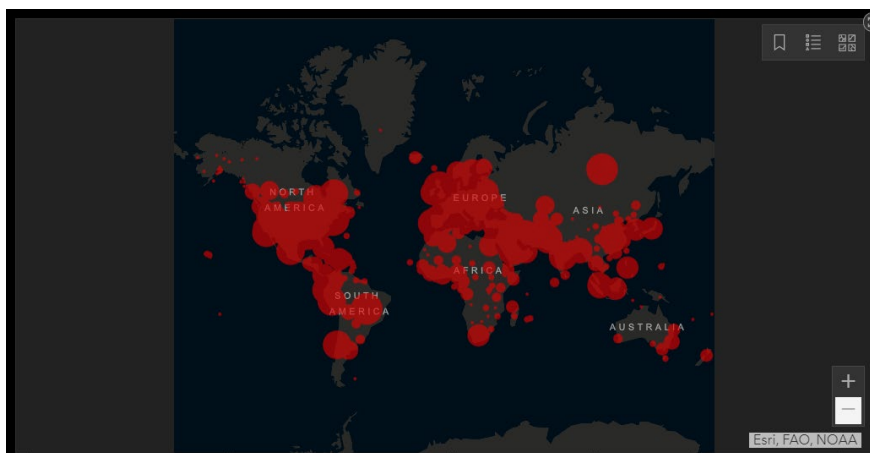 NORTH
AMERICA
EUROPE
ASIA
AFRICA
SOUTH
AMERICA
AUSTRALIA
+
−
Esri, FAO, NOAA